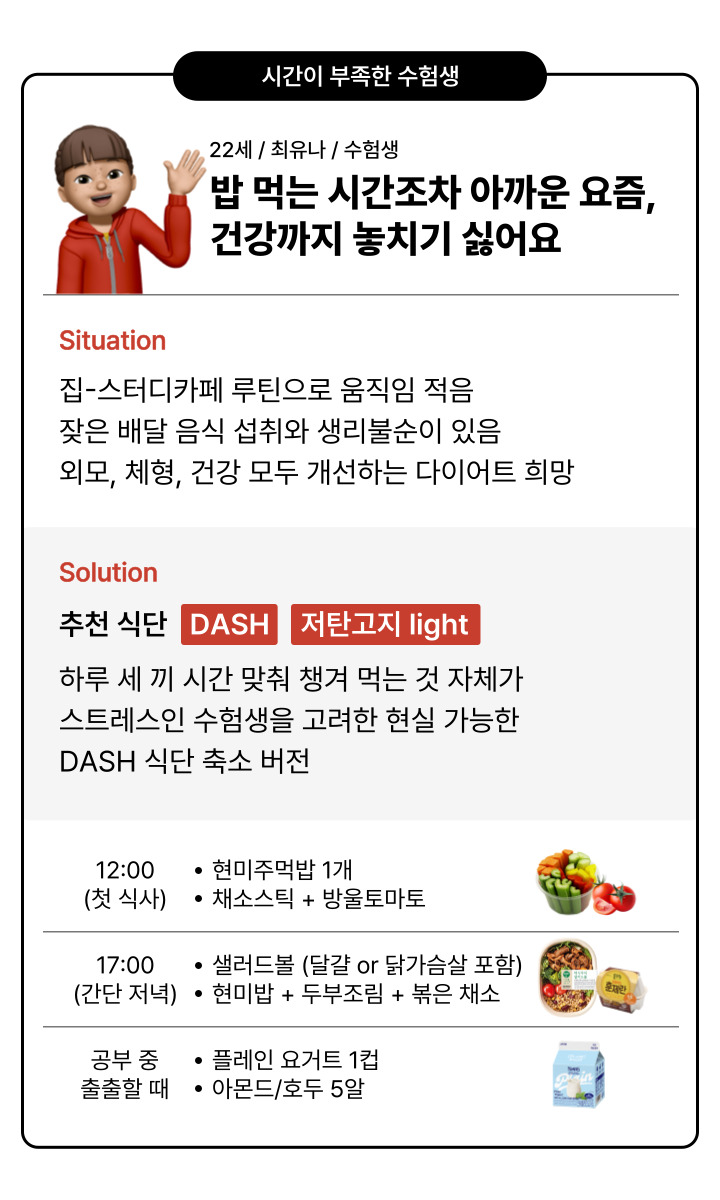 시간이 부족한 수험생
22세 / 최유나 / 수험생
밥 먹는 시간조차 아까운 요즘,
건강까지 놓치기 싫어요
Situation
집-스터디카페 루틴으로 움직임 적음
잦은 배달 음식 섭취와 생리불순이 있음
외모, 체형, 건강 모두 개선하는 다이어트 희망
Solution
추천 식단 DASH 저탄고지 light
하루 세 끼 시간 맞춰 챙겨 먹는 것 자체가
스트레스인 수험생을 고려한 현실 가능한
DASH 식단 축소 버전
12:00
(첫 식사)
• 현미주먹밥 1개
• 채소스틱 + 방울토마토
17:00
(간단 저녁)
• 샐러드볼 (달걀 or 닭가슴살 포함)
• 현미밥 + 두부조림 + 볶은 채소
훈제란
공부 중
출출할 때
• 플레인 요거트 1컵
• 아몬드/호두 5알